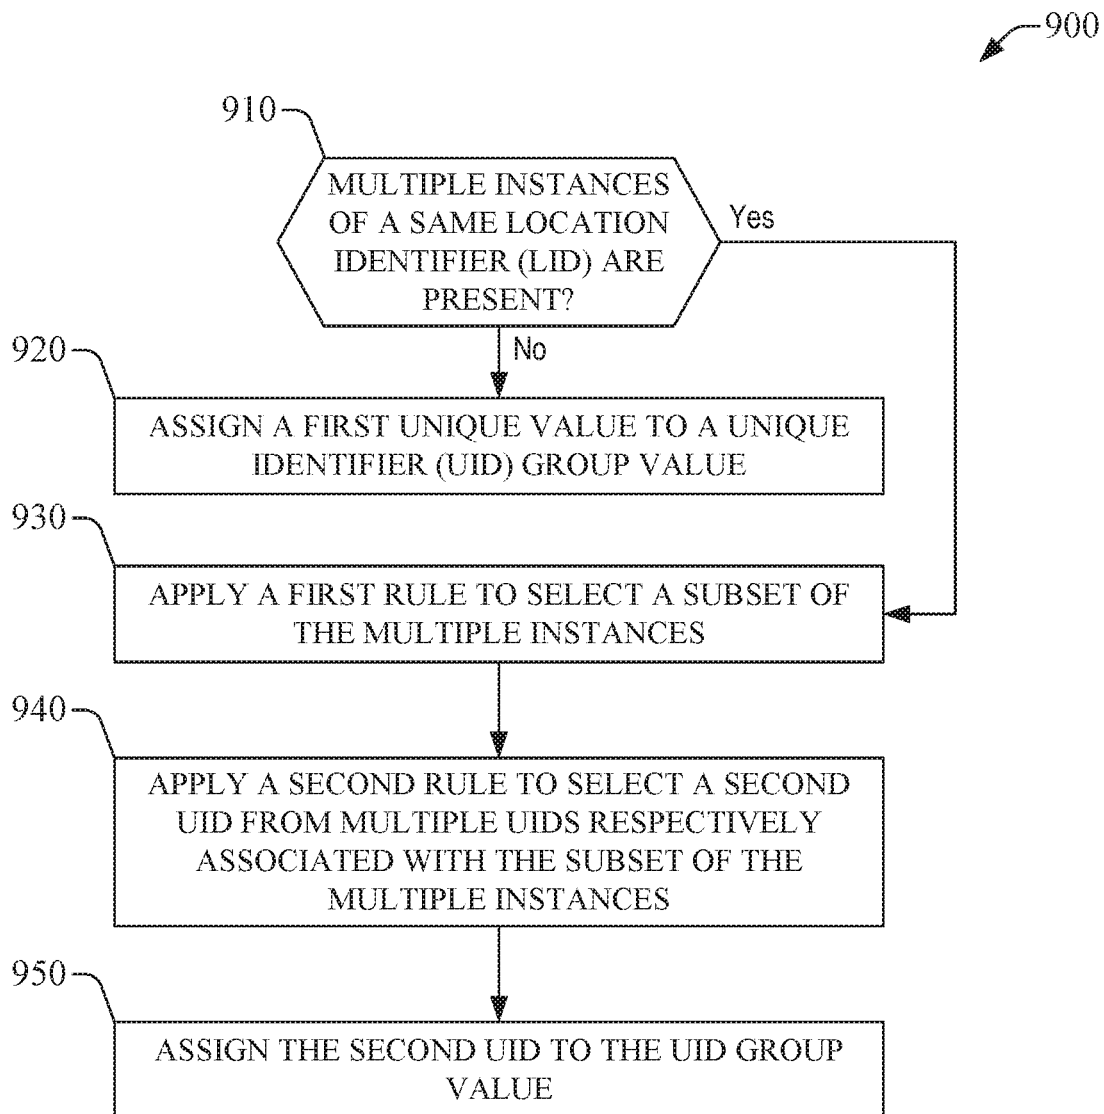 900
910
MULTIPLE INSTANCES
OF A SAME LOCATION
IDENTIFIER (LID) ARE
PRESENT?
Yes
No
920
ASSIGN A FIRST UNIQUE VALUE TO A UNIQUE
IDENTIFIER (UID) GROUP VALUE
930
APPLY A FIRST RULE TO SELECT A SUBSET OF
THE MULTIPLE INSTANCES
940
APPLY A SECOND RULE TO SELECT A SECOND
UID FROM MULTIPLE UIDS RESPECTIVELY
ASSOCIATED WITH THE SUBSET OF THE
MULTIPLE INSTANCES
950
ASSIGN THE SECOND UID TO THE UID GROUP
VALUE